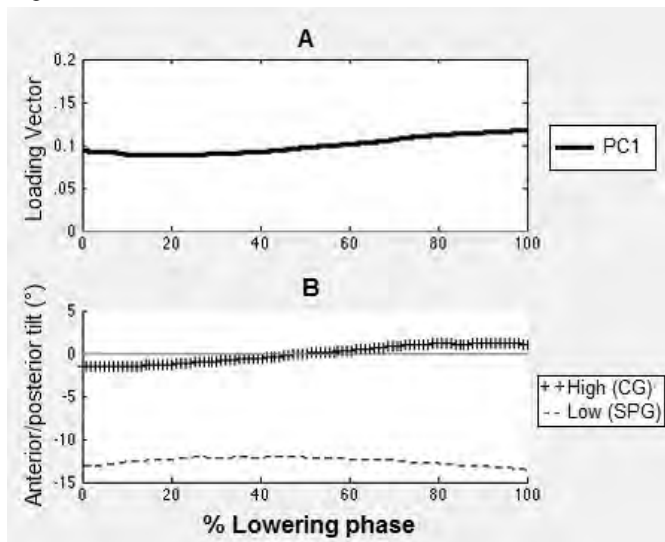 A
0.2
.15
0.1
.05
0
Loading Vector
0 20 40 60 80 100
PC1
B
5
0
-5
-10
-15
Anterior/posterior tilt (°)
0 20 40 60 80 100
% Lowering phase
++High (CG)
--- Low (SPG)